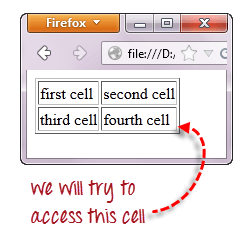 Firefox
file:///D:/
first cell second cell
third cell fourth cell
we will try to
access this cell